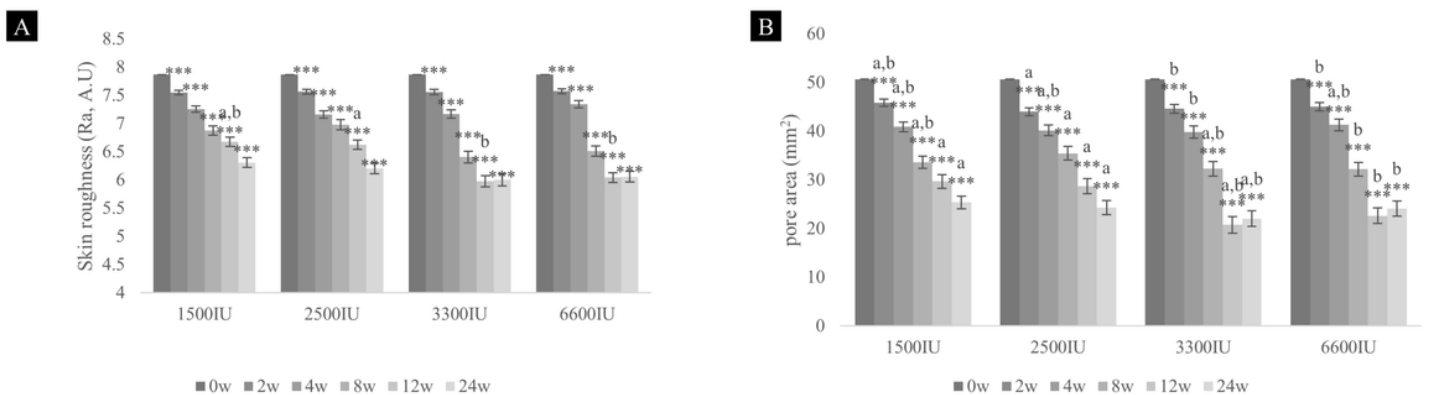 A
Skin roughness (Ra, A.U)
8.5
8
7.5
7
6.5
6
5.5
5
4.5
4
*** *** *** a,b *** ***
*** *** *** a *** ***
*** *** *** b *** ***
*** *** *** b *** ***
1500IU 2500IU 3300IU 6600IU
0w 2w 4w 8w 12w 24w
B
pore area (mm²)
60
50
40
30
20
10
0
a,b *** a,b *** a,b *** a *** a ***
a *** a,b *** a *** a *** a ***
b *** b *** a,b *** a,b *** a,b ***
b *** a,b *** b *** b *** b ***
1500IU 2500IU 3300IU 6600IU
0w 2w 4w 8w 12w 24w